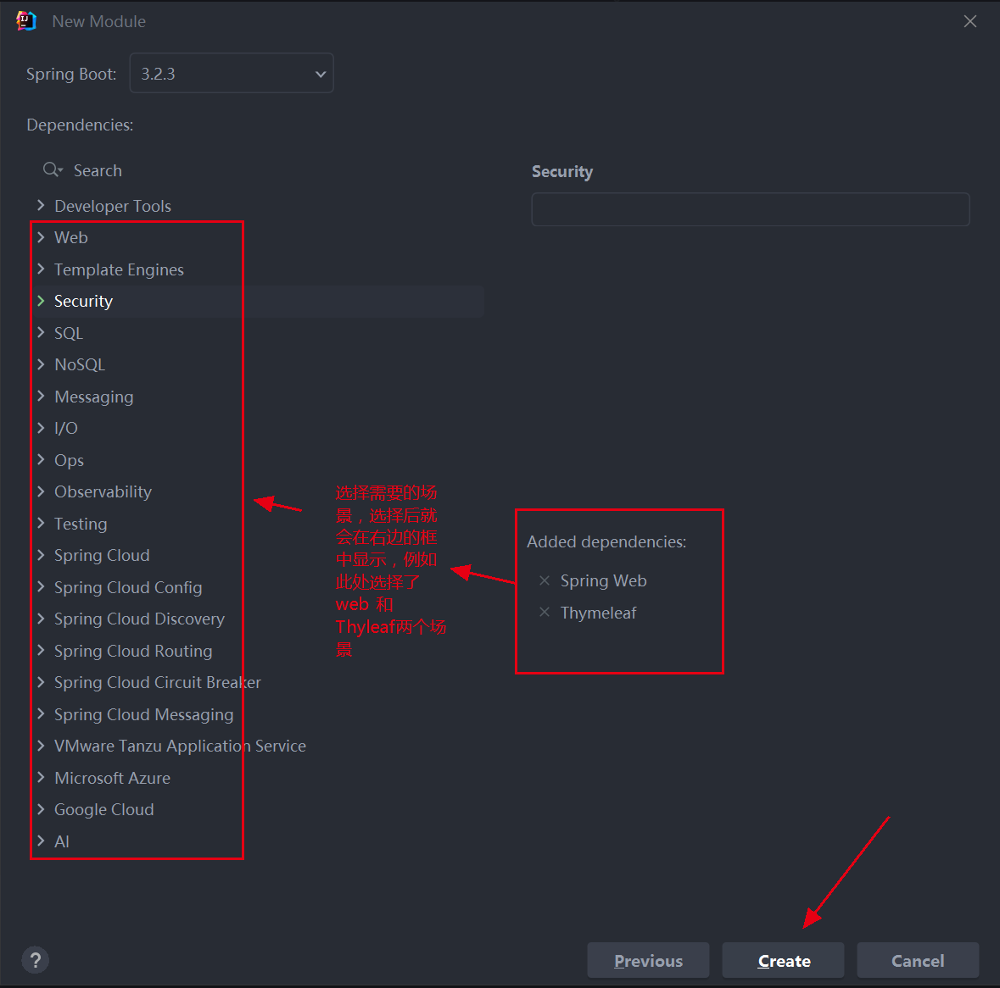 New Module
Spring Boot: 3.2.3
Dependencies:
Search
Developer Tools
Web
Template Engines
Security
SQL
NoSQL
Messaging
I/O
Ops
Observability
Testing
Spring Cloud
Spring Cloud Config
Spring Cloud Discovery
Spring Cloud Routing
Spring Cloud Circuit Breaker
Spring Cloud Messaging
VMware Tanzu Application Service
Microsoft Azure
Google Cloud
AI
选择需要的场
景，选择后就
会在右边的框
中显示，例如
此处选择了
web 和
Thyleaf两个场
景
Security
Added dependencies:
Spring Web
Thymeleaf
?
Previous
Create
Cancel